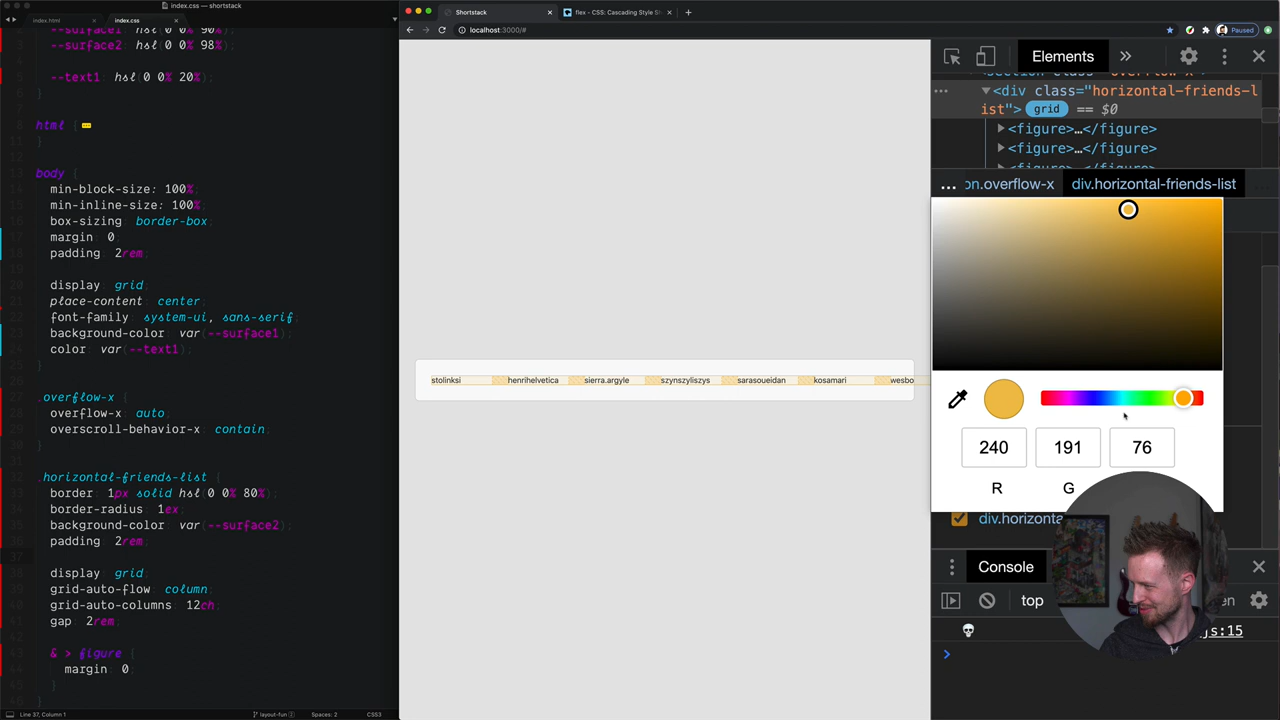 index.css — shortstack
index.html
index.css
--surface1 hsl(0 0% 90%)
--surface2 hsl(0 0% 98%)
--text1 hsl(0 0% 20%);
}
html {
}
body {
min-block-size: 100%
min-inline-size: 100%
box-sizing border-box
margin 0
padding 2rem
display grid
place-content center
font-family system-ui, sans-serif
background-color var(--surface1)
color var(--text1)
}
.overflow-x {
overflow-x auto
overscroll-behavior-x contain
}
.horizontal-friends-list {
border 1px solid hsl(0 0% 80%)
border-radius 1ex
background-color var(--surface2)
padding 2rem
display grid
grid-auto-flow column
grid-auto-columns 12ch
gap 2rem
& > figure {
margin 0
}
}
Line 37, Column 1
layout-fun
Spaces: 2
CSS3
Shortstack
flex - CSS: Cascading Style S
localhost:3000/#
Paused
stolinksi henrihelvetica sierra.argyle szynszyliszys sarasoueidan kosamari wesbo
Elements
<div class="horizontal-friends-l
ist"> grid == $0
<figure>…</figure>
<figure>…</figure>
... on.overflow-x div.horizontal-friends-list
240 191 76
R G
div.horizonta
Console
top
js:15